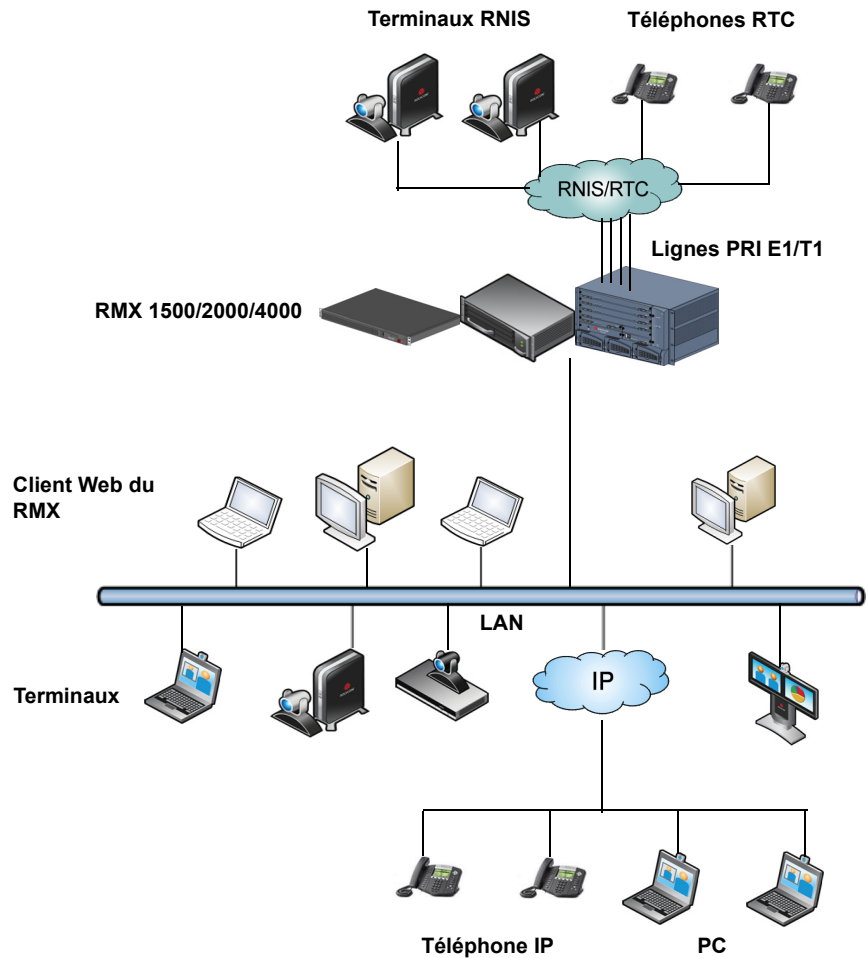 Terminaux RNIS
Téléphones RTC
RNIS/RTC
Lignes PRI E1/T1
RMX 1500/2000/4000
Client Web du
RMX
LAN
Terminaux
IP
Téléphone IP
PC